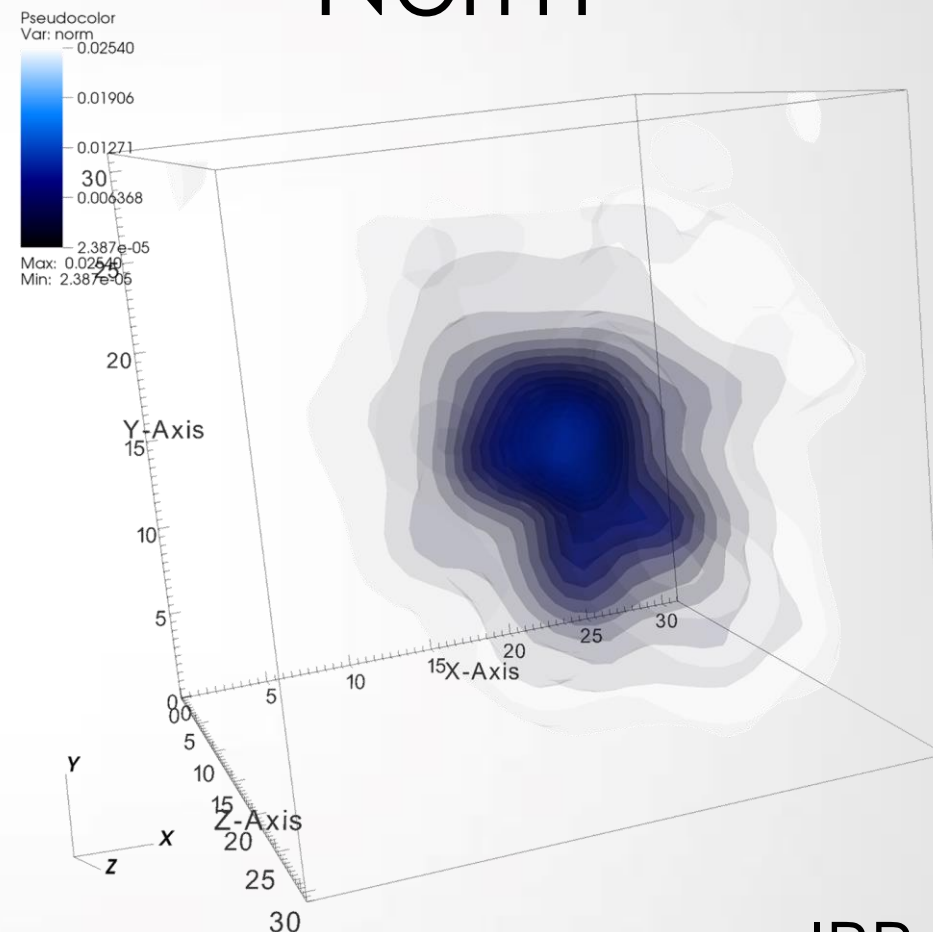 Norm
Pseudocolor
Var: norm
0.02540
0.01906
0.01271
0.006368
2.387e-05
Max: 0.02540
Min: 2.387e-05
30
25
20
Y-Axis
15
10
5
0
0
0
5
10
15
X-Axis
20
25
30
5
10
15
Z-Axis
20
25
30
Y
X
Z